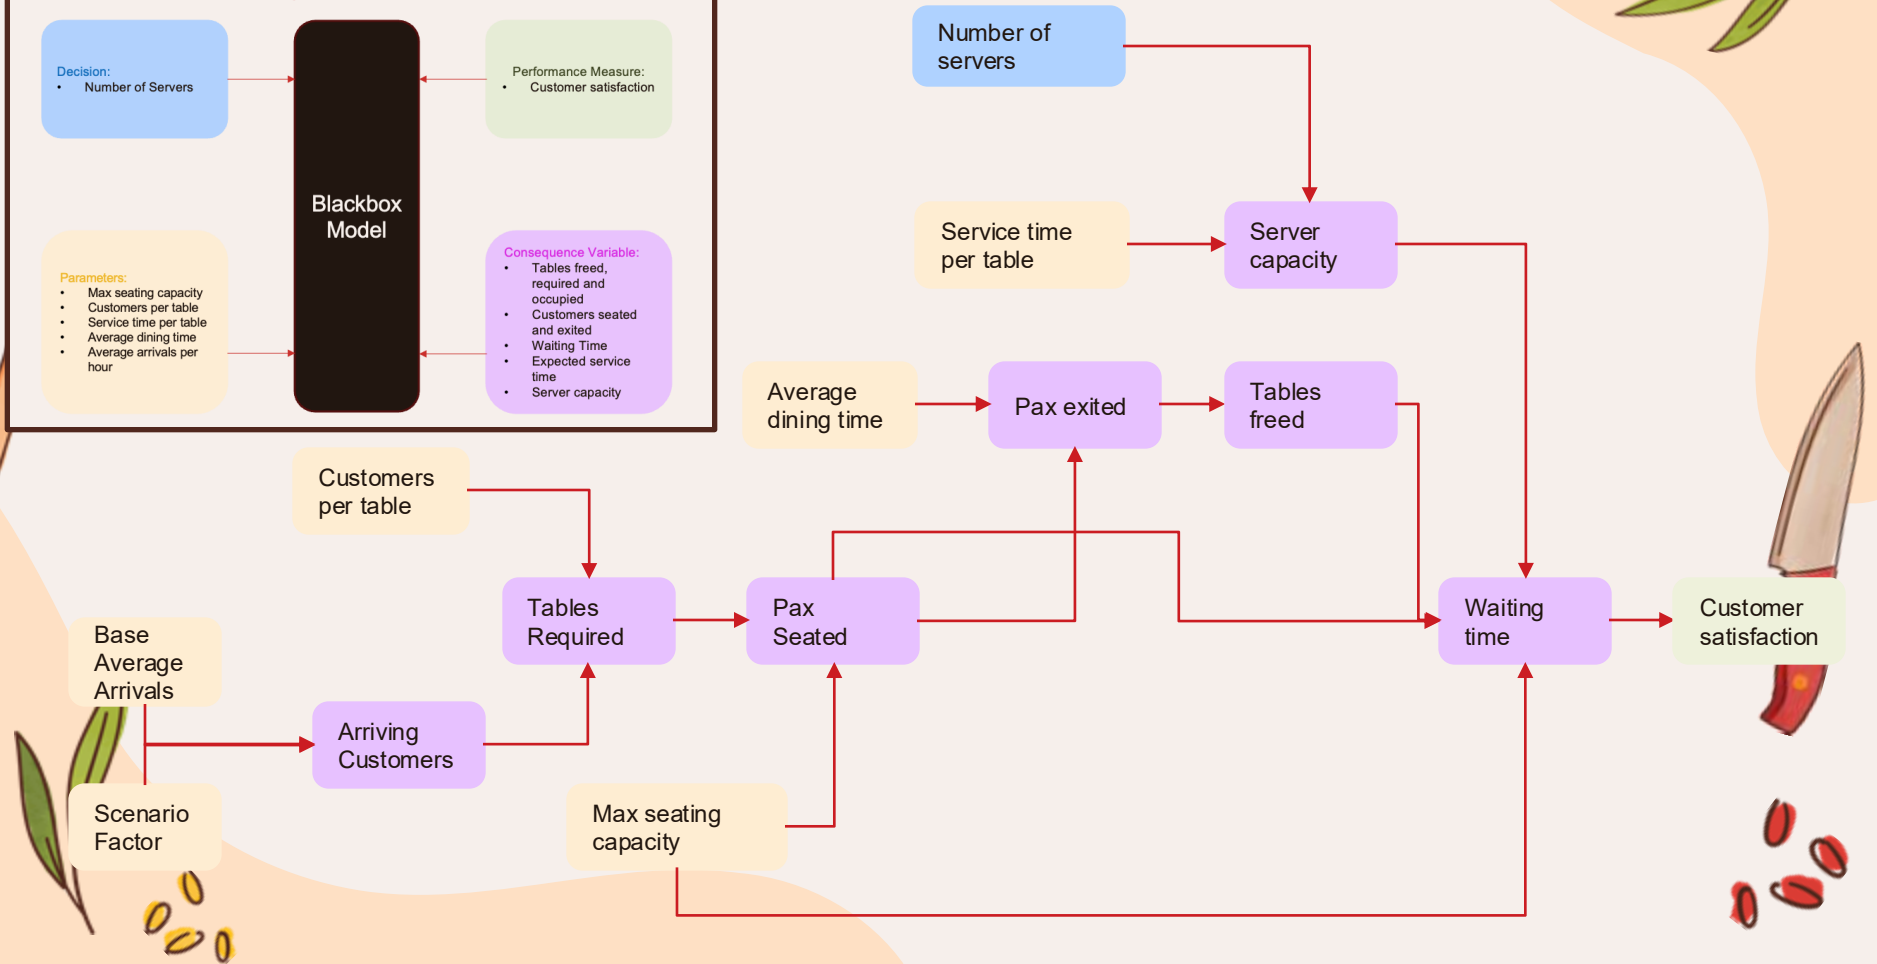 Decision:
• Number of Servers
Performance Measure:
• Customer satisfaction
Blackbox
Model
Parameters:
• Max seating capacity
• Customers per table
• Service time per table
• Average dining time
• Average arrivals per
hour
Consequence Variable:
• Tables freed,
required and
occupied
• Customers seated
and exited
• Waiting Time
• Expected service
time
• Server capacity
Number of
servers
Service time
per table
Server
capacity
Average
dining time
Pax exited
Tables
freed
Customers
per table
Tables
Required
Pax
Seated
Waiting
time
Customer
satisfaction
Base
Average
Arrivals
Arriving
Customers
Scenario
Factor
Max seating
capacity